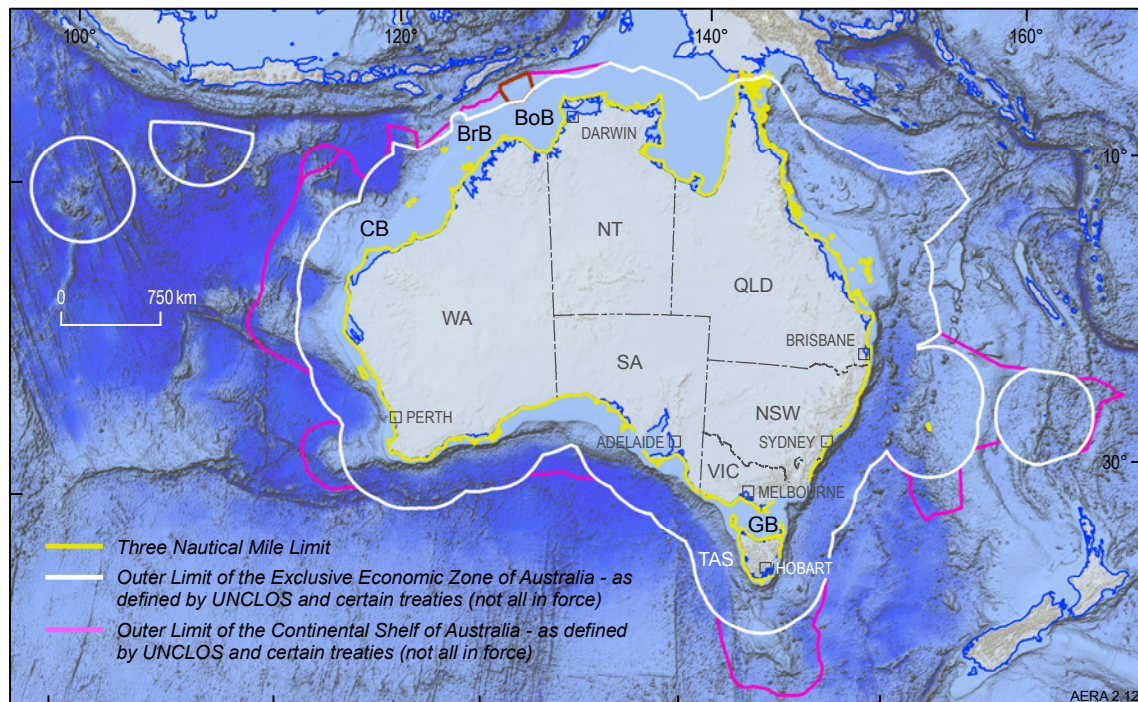 100°
120°
140°
160°
BoB
BrB
DARWIN
10°
CB
NT
0
750 km
QLD
WA
BRISBANE
SA
NSW
PERTH
ADELAIDE
SYDNEY
30°
VIC
MELBOURNE
GB
Three Nautical Mile Limit
TAS
HOBART
Outer Limit of the Exclusive Economic Zone of Australia - as
defined by UNCLOS and certain treaties (not all in force)
Outer Limit of the Continental Shelf of Australia - as defined
by UNCLOS and certain treaties (not all in force)
AERA 2.12